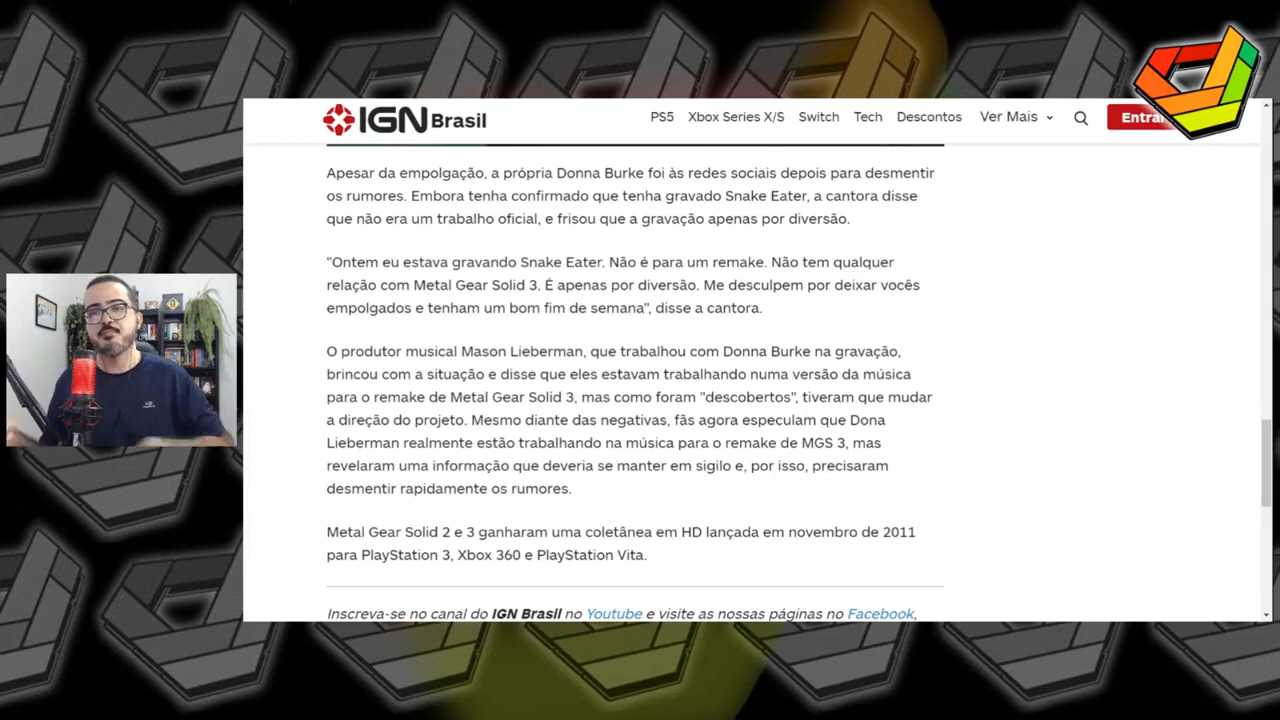 IGN Brasil
PS5 Xbox Series X/S Switch Tech Descontos Ver Mais
Apesar da empolgação, a própria Donna Burke foi às redes sociais depois para desmentir
os rumores. Embora tenha confirmado que tenha gravado Snake Eater, a cantora disse
que não era um trabalho oficial, e frisou que a gravação apenas por diversão.
"Ontem eu estava gravando Snake Eater. Não é para um remake. Não tem qualquer
relação com Metal Gear Solid 3. É apenas por diversão. Me desculpem por deixar vocês
empolgados e tenham um bom fim de semana", disse a cantora.
O produtor musical Mason Lieberman, que trabalhou com Donna Burke na gravação,
brincou com a situação e disse que eles estavam trabalhando numa versão da música
para o remake de Metal Gear Solid 3, mas como foram "descobertos", tiveram que mudar
a direção do projeto. Mesmo diante das negativas, fãs agora especulam que Dona
Lieberman realmente estão trabalhando na música para o remake de MGS 3, mas
revelaram uma informação que deveria se manter em sigilo e, por isso, precisaram
desmentir rapidamente os rumores.
Metal Gear Solid 2 e 3 ganharam uma coletânea em HD lançada em novembro de 2011
para PlayStation 3, Xbox 360 e PlayStation Vita.
Inscreva-se no canal do IGN Brasil no Youtube e visite as nossas páginas no Facebook,